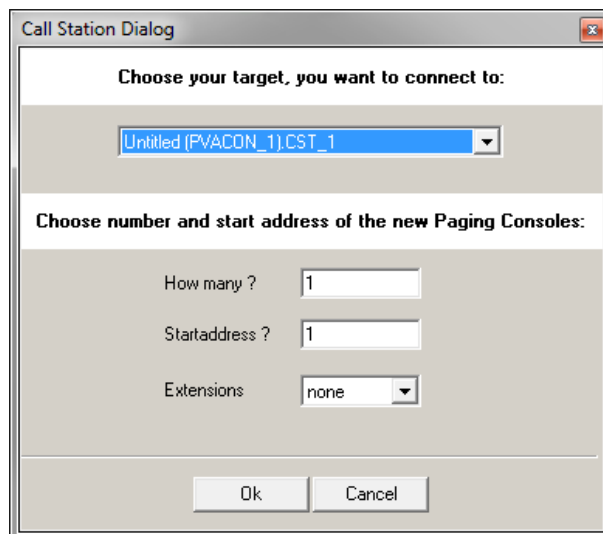 Call Station Dialog
Choose your target, you want to connect to:
Untitled (PVACON_1).CST_1
Choose number and start address of the new Paging Consoles:
How many ? 1
Startaddress ? 1
Extensions none
Ok Cancel